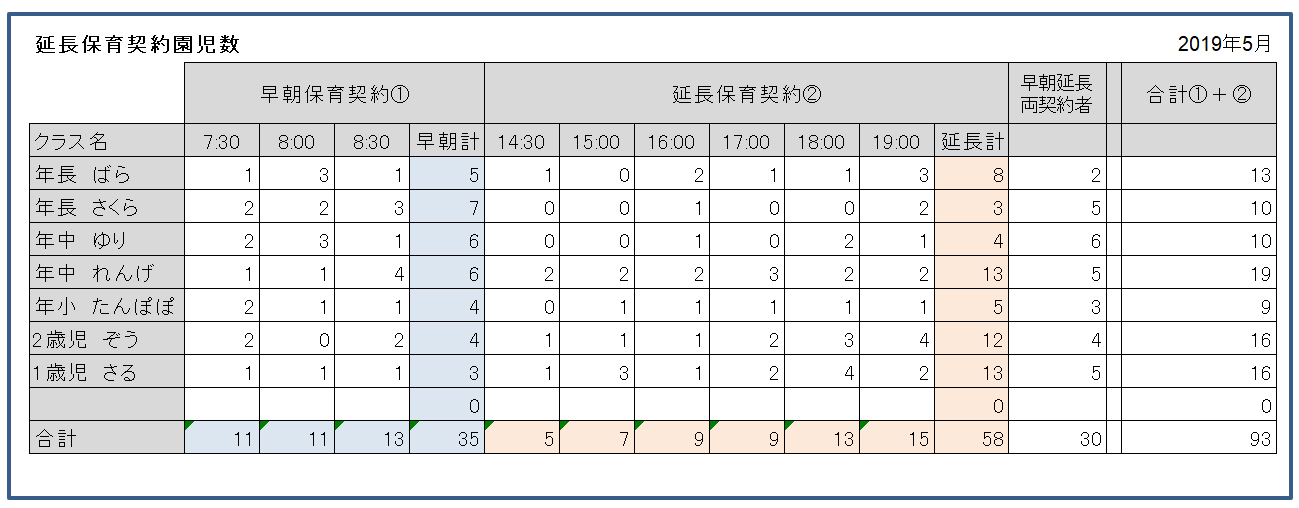 延長保育契約園児数 2019年5月
早朝保育契約① 延長保育契約② 早朝延長 両契約者 合計①+②
クラス名 7:30 8:00 8:30 早朝計 14:30 15:00 16:00 17:00 18:00 19:00 延長計
年長 ばら 1 3 1 5 1 0 2 1 1 3 8 2 13
年長 さくら 2 2 3 7 0 0 1 0 0 2 3 5 10
年中 ゆり 2 3 1 6 0 0 1 0 2 1 4 6 10
年中 れんげ 1 1 4 6 2 2 2 3 2 2 13 5 19
年小 たんぽぽ 2 1 1 4 0 1 1 1 1 1 5 3 9
2歳児 ぞう 2 0 2 4 1 1 1 2 3 4 12 4 16
1歳児 さる 1 1 1 3 1 3 1 2 4 2 13 5 16
0 0 0
合計 11 11 13 35 5 7 9 9 13 15 58 30 93